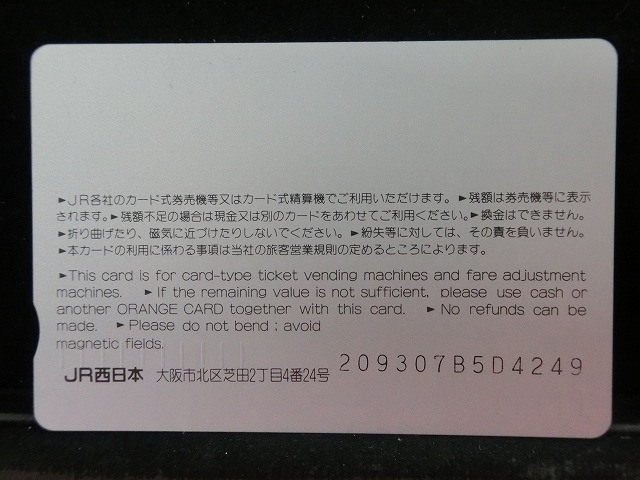 ►JR各社のカード式券売機等又はカード式精算機でご利用いただけます。►残額は券売機等に表示
されます。►残額不足の場合は現金又は別のカードをあわせてご利用ください。►換金はできません。
►折り曲げたり、磁気に近づけたりしないでください。►紛失等に対しては、その責を負いません。
►本カードの利用に係わる事項は当社の旅客営業規則の定めるところによります。
►This card is for card-type ticket vending machines and fare adjustment
machines. ►If the remaining value is not sufficient, please use cash or
another ORANGE CARD together with this card. ►No refunds can be
made. ►Please do not bend; avoid
magnetic fields.
JR西日本 大阪市北区芝田2丁目4番24号 209307B5D4249